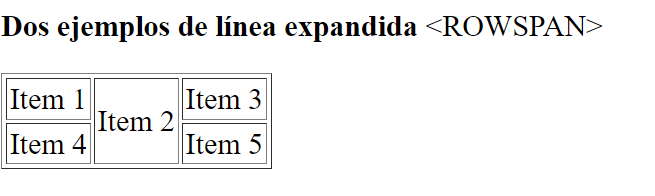 Dos ejemplos de línea expandida <ROWSPAN>
Item 1 Item 2 Item 3
Item 4 Item 5